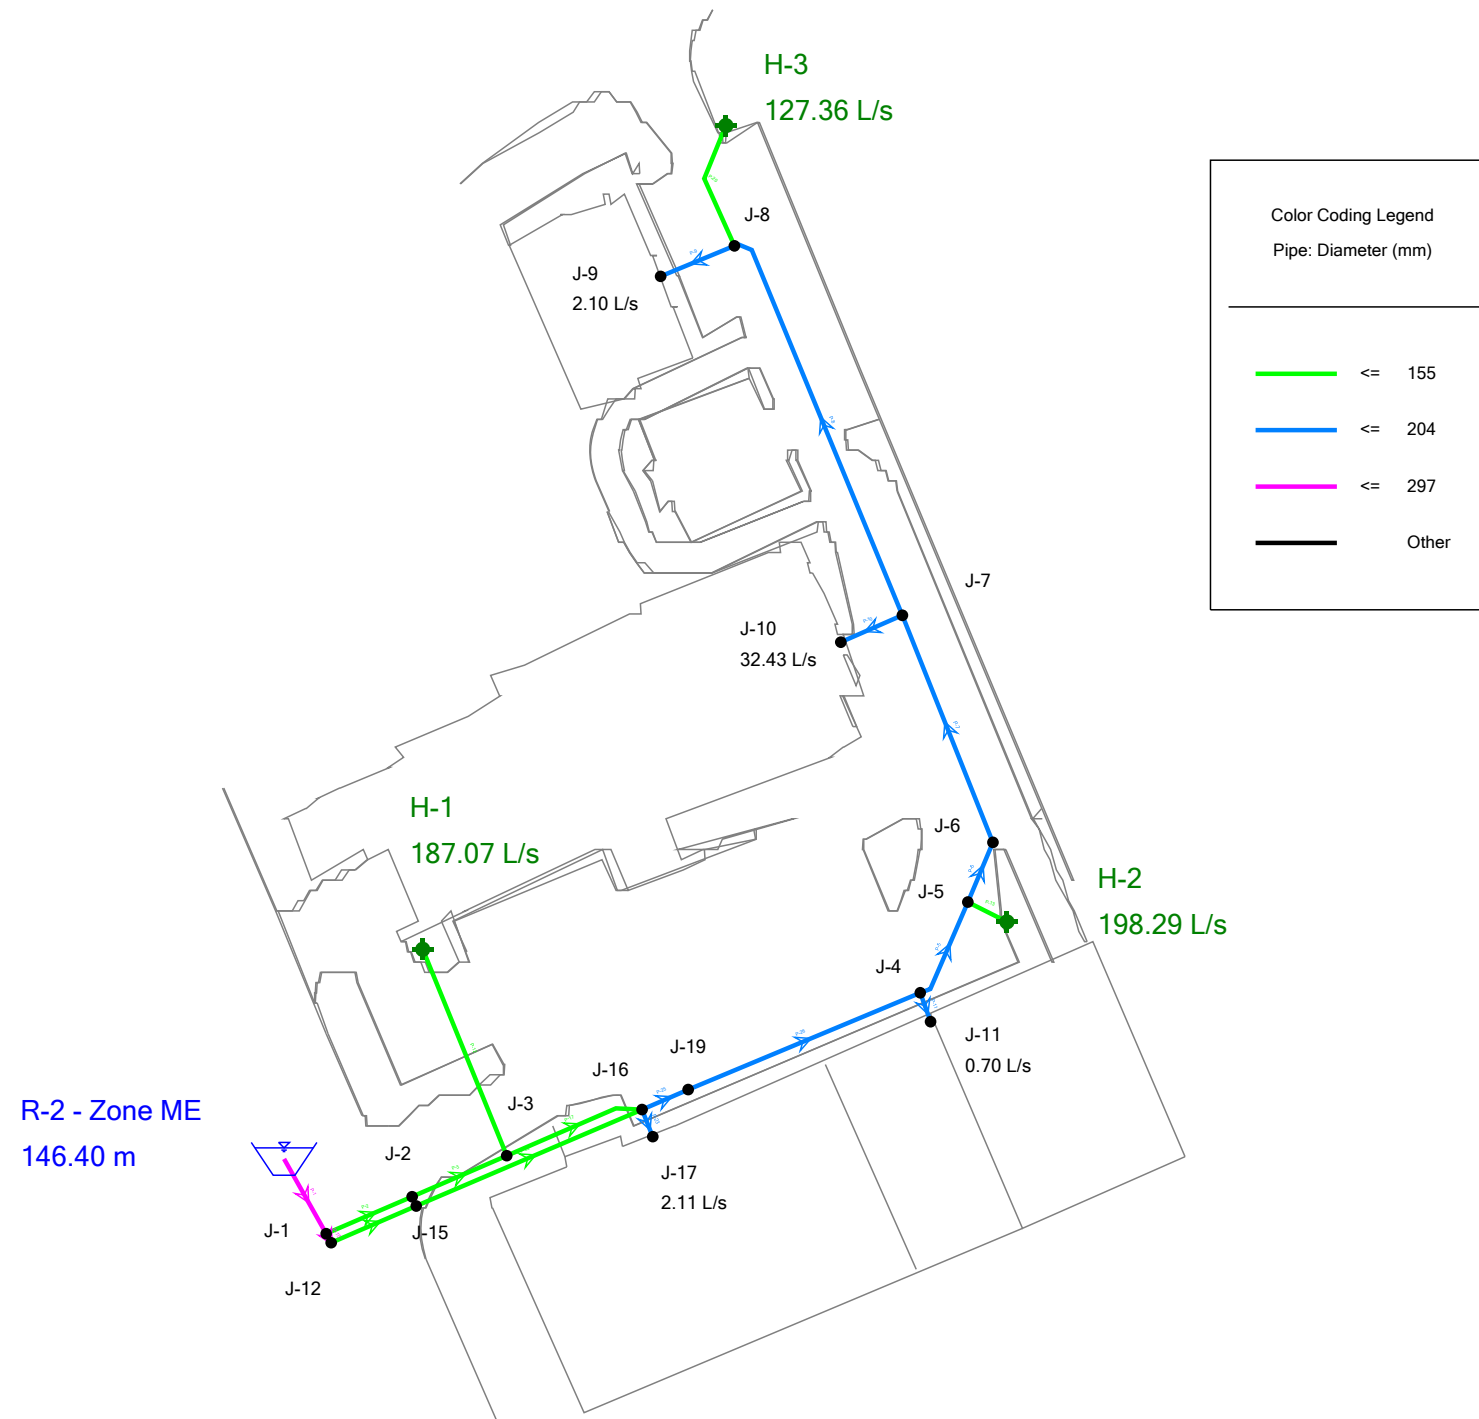 H-3
127.36 L/s
J-8
J-9
2.10 L/s
Color Coding Legend
Pipe: Diameter (mm)
<= 155
<= 204
<= 297
Other
J-7
J-10
32.43 L/s
H-1
187.07 L/s
J-6
J-5
H-2
198.29 L/s
J-4
J-11
0.70 L/s
J-19
J-16
J-3
R-2 - Zone ME
146.40 m
J-2
J-17
2.11 L/s
J-1
J-15
J-12